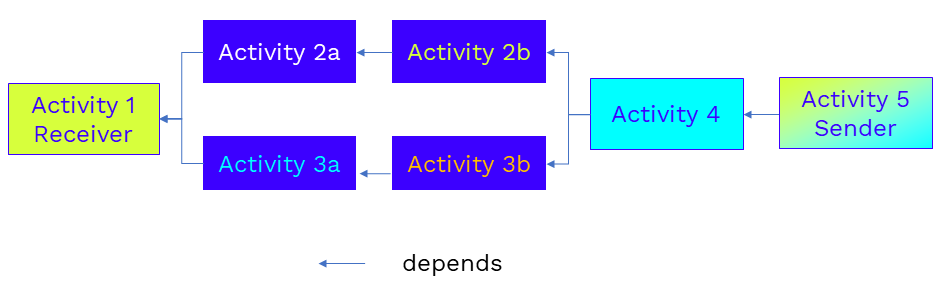 Activity 1
Receiver
Activity 2a
Activity 2b
Activity 3a
Activity 3b
Activity 4
Activity 5
Sender
depends